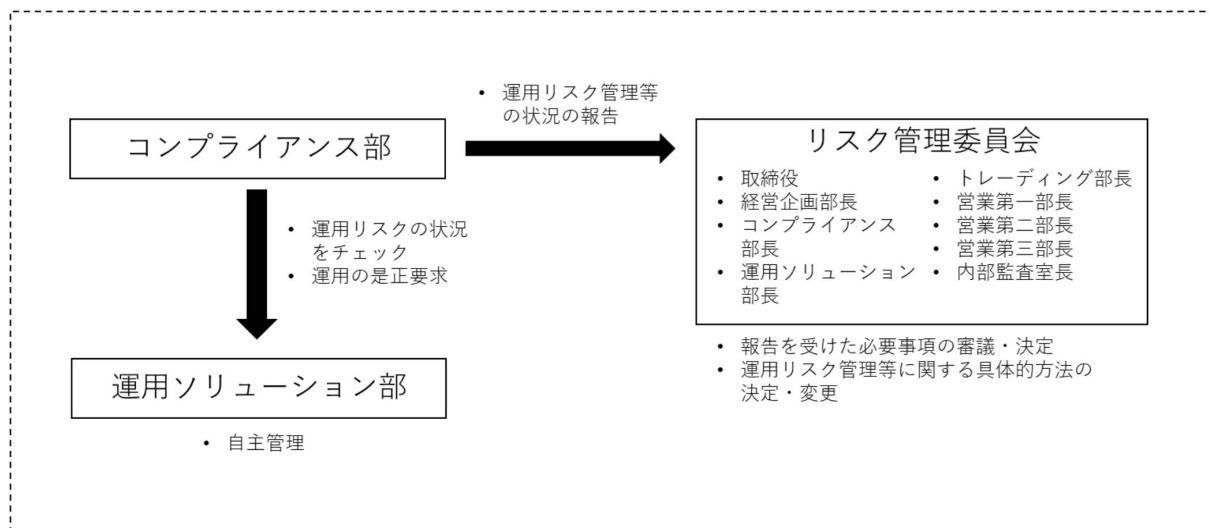 • 運用リスク管理等
の状況の報告
コンプライアンス部
リスク管理委員会
• 取締役
• 経営企画部長
• コンプライアンス
部長
• 運用ソリューション
部長
• トレーディング部長
• 営業第一部長
• 営業第二部長
• 営業第三部長
• 内部監査室長
• 運用リスクの状況
をチェック
• 運用の是正要求
• 報告を受けた必要事項の審議・決定
• 運用リスク管理等に関する具体的方法の
決定・変更
運用ソリューション部
• 自主管理